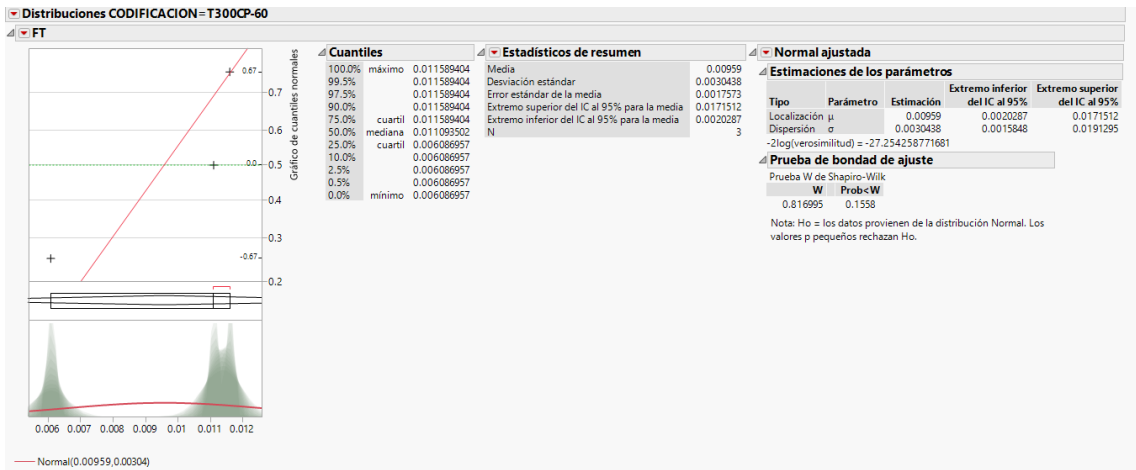 Distribuciones CODIFICACION=T300CP-60
FT
0.67
0.0
-0.67
0.7
0.6
0.5
0.4
0.3
0.2
Gráfico de cuantiles normales
0.006 0.007 0.008 0.009 0.01 0.011 0.012
Normal(0.00959,0.00304)
Cuantiles
100.0% máximo 0.011589404
99.5% 0.011589404
97.5% 0.011589404
90.0% 0.011589404
75.0% cuartil 0.011589404
50.0% mediana 0.011093502
25.0% cuartil 0.006086957
10.0% 0.006086957
2.5% 0.006086957
0.5% 0.006086957
0.0% mínimo 0.006086957
Estadísticos de resumen
Media 0.00959
Desviación estándar 0.0030438
Error estándar de la media 0.0017573
Extremo superior del IC al 95% para la media 0.0171512
Extremo inferior del IC al 95% para la media 0.0020287
N 3
Normal ajustada
Estimaciones de los parámetros
Extremo inferior Extremo superior
Tipo Parámetro Estimación del IC al 95% del IC al 95%
Localización μ 0.00959 0.0020287 0.0171512
Dispersión σ 0.0030438 0.0015848 0.0191295
-2log(verosimilitud) = -27.254258771681
Prueba de bondad de ajuste
Prueba W de Shapiro-Wilk
W Prob<W
0.816995 0.1558
Nota: Ho = los datos provienen de la distribución Normal. Los
valores p pequeños rechazan Ho.